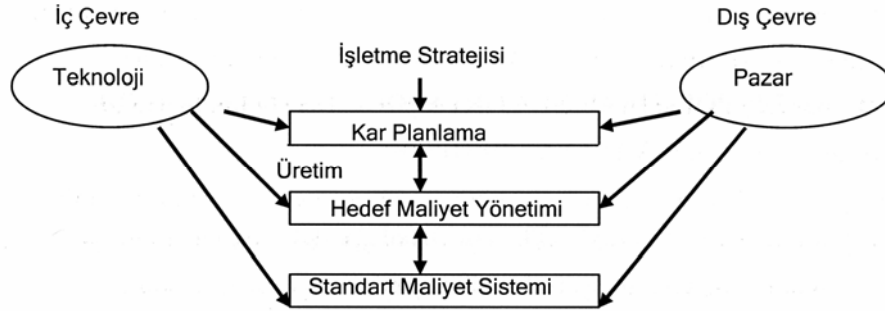 İç Çevre
Dış Çevre
Teknoloji
İşletme Stratejisi
Pazar
Kar Planlama
Üretim
Hedef Maliyet Yönetimi
Standart Maliyet Sistemi